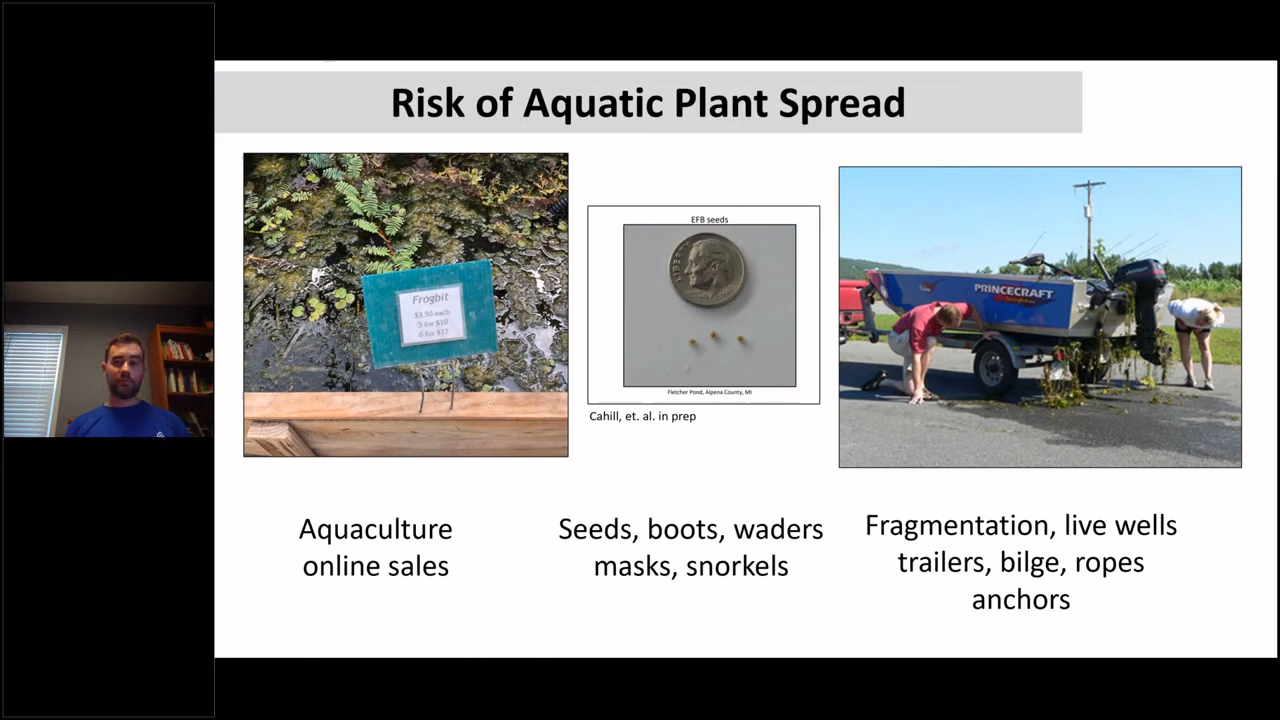 Risk of Aquatic Plant Spread
Frogbit
$3.50 each
3 for $10
6 for $17
EFB seeds
LIBERTY
Fletcher Pond, Alpena County, MI
Cahill, et. al. in prep
PRINCECRAFT
Aquaculture
online sales
Seeds, boots, waders
masks, snorkels
Fragmentation, live wells
trailers, bilge, ropes
anchors